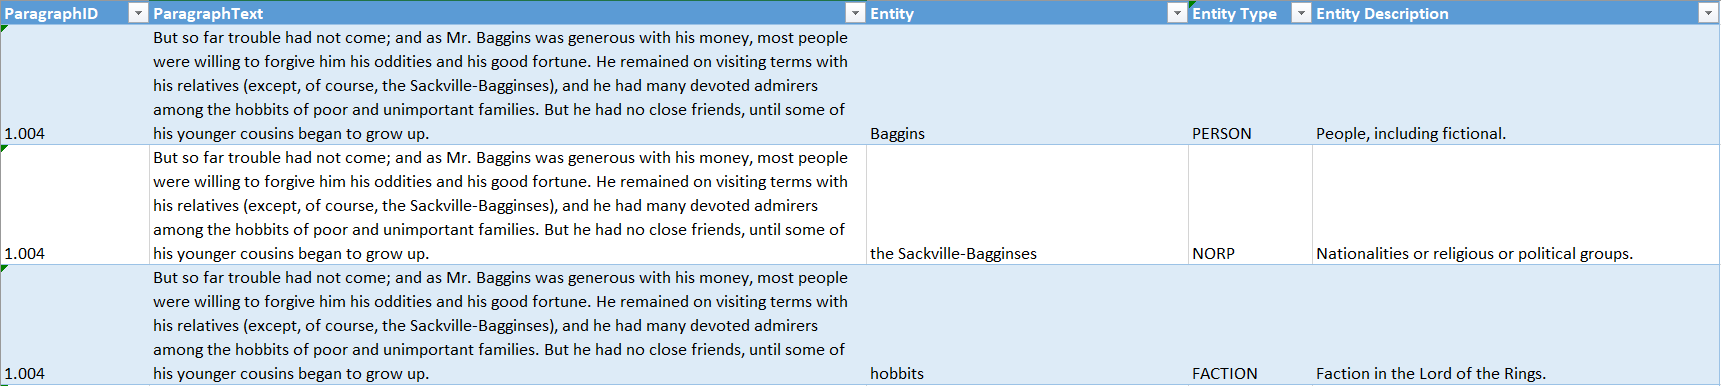 ParagraphID ParagraphText Entity Entity Type Entity Description
But so far trouble had not come; and as Mr. Baggins was generous with his money, most people
were willing to forgive him his oddities and his good fortune. He remained on visiting terms with
his relatives (except, of course, the Sackville-Bagginses), and he had many devoted admirers
among the hobbits of poor and unimportant families. But he had no close friends, until some of
1.004 his younger cousins began to grow up. Baggins PERSON People, including fictional.
But so far trouble had not come; and as Mr. Baggins was generous with his money, most people
were willing to forgive him his oddities and his good fortune. He remained on visiting terms with
his relatives (except, of course, the Sackville-Bagginses), and he had many devoted admirers
among the hobbits of poor and unimportant families. But he had no close friends, until some of
1.004 his younger cousins began to grow up. the Sackville-Bagginses NORP Nationalities or religious or political groups.
But so far trouble had not come; and as Mr. Baggins was generous with his money, most people
were willing to forgive him his oddities and his good fortune. He remained on visiting terms with
his relatives (except, of course, the Sackville-Bagginses), and he had many devoted admirers
among the hobbits of poor and unimportant families. But he had no close friends, until some of
1.004 his younger cousins began to grow up. hobbits FACTION Faction in the Lord of the Rings.